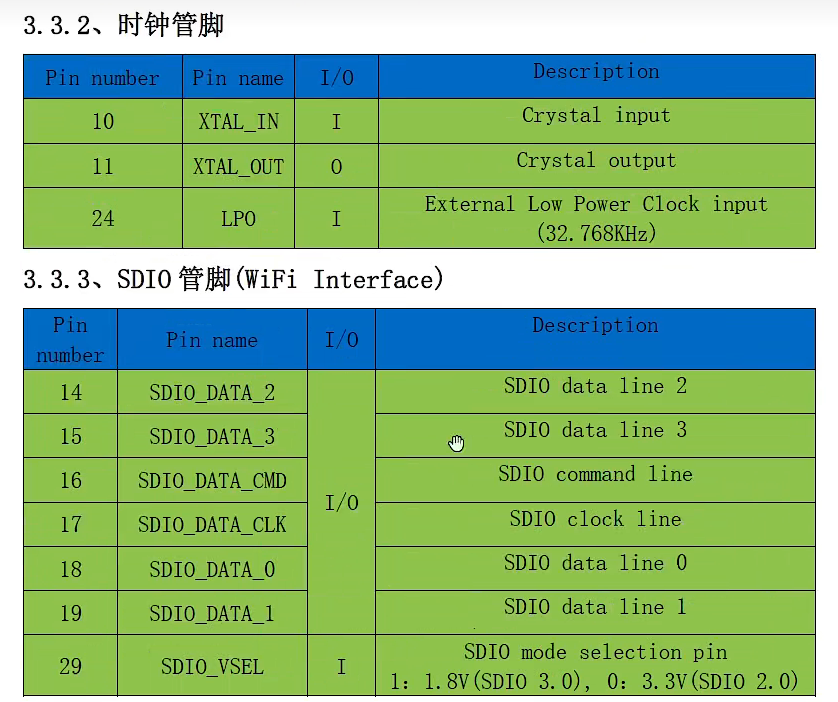 3.3.2、时钟管脚
Pin number Pin name I/O Description
10 XTAL_IN I Crystal input
11 XTAL_OUT O Crystal output
24 LPO I External Low Power Clock input
(32.768KHz)
3.3.3、SDIO 管脚(WiFi Interface)
Pin number Pin name I/O Description
14 SDIO_DATA_2 I/O SDIO data line 2
15 SDIO_DATA_3 SDIO data line 3
16 SDIO_DATA_CMD SDIO command line
17 SDIO_DATA_CLK SDIO clock line
18 SDIO_DATA_0 SDIO data line 0
19 SDIO_DATA_1 SDIO data line 1
29 SDIO_VSEL I SDIO mode selection pin
1: 1.8V(SDIO 3.0), 0: 3.3V(SDIO 2.0)